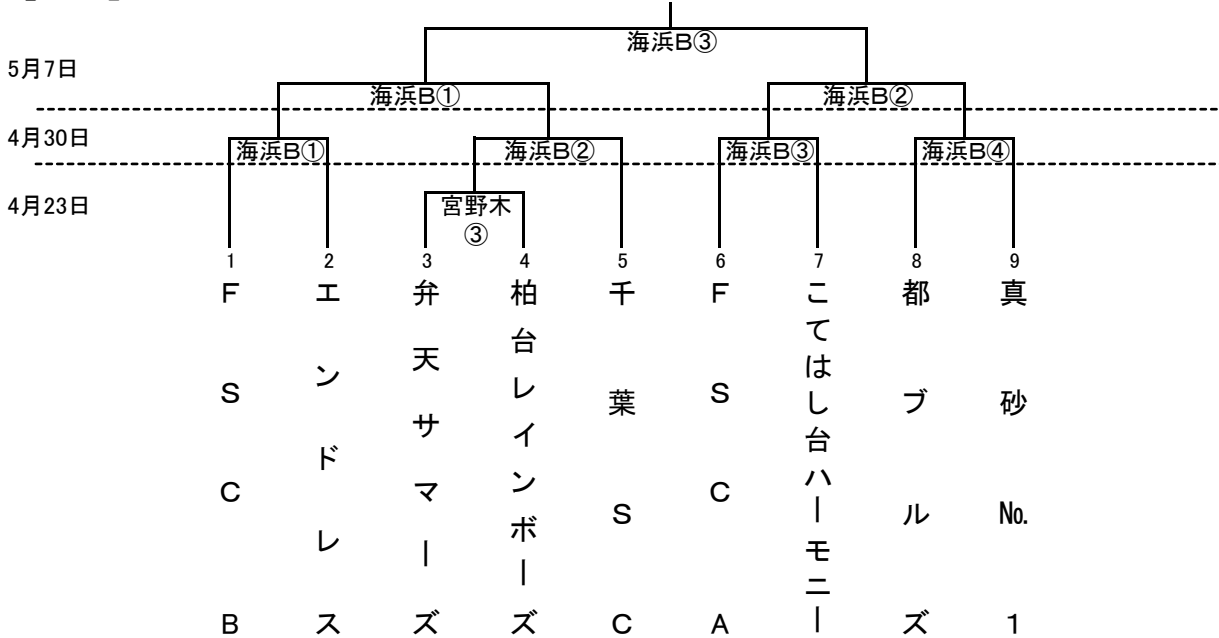 海浜B③
5月7日
海浜B① 海浜B②
4月30日
海浜B① 海浜B② 海浜B③ 海浜B④
4月23日
宮野木
③
1 2 3 4 5 6 7 8 9
FSCB
エンドレス
弁天サマーズ
柏台レインボーズ
千葉SC
FSCA
こてはし台ハーモニー
都ブルズ
真砂№1